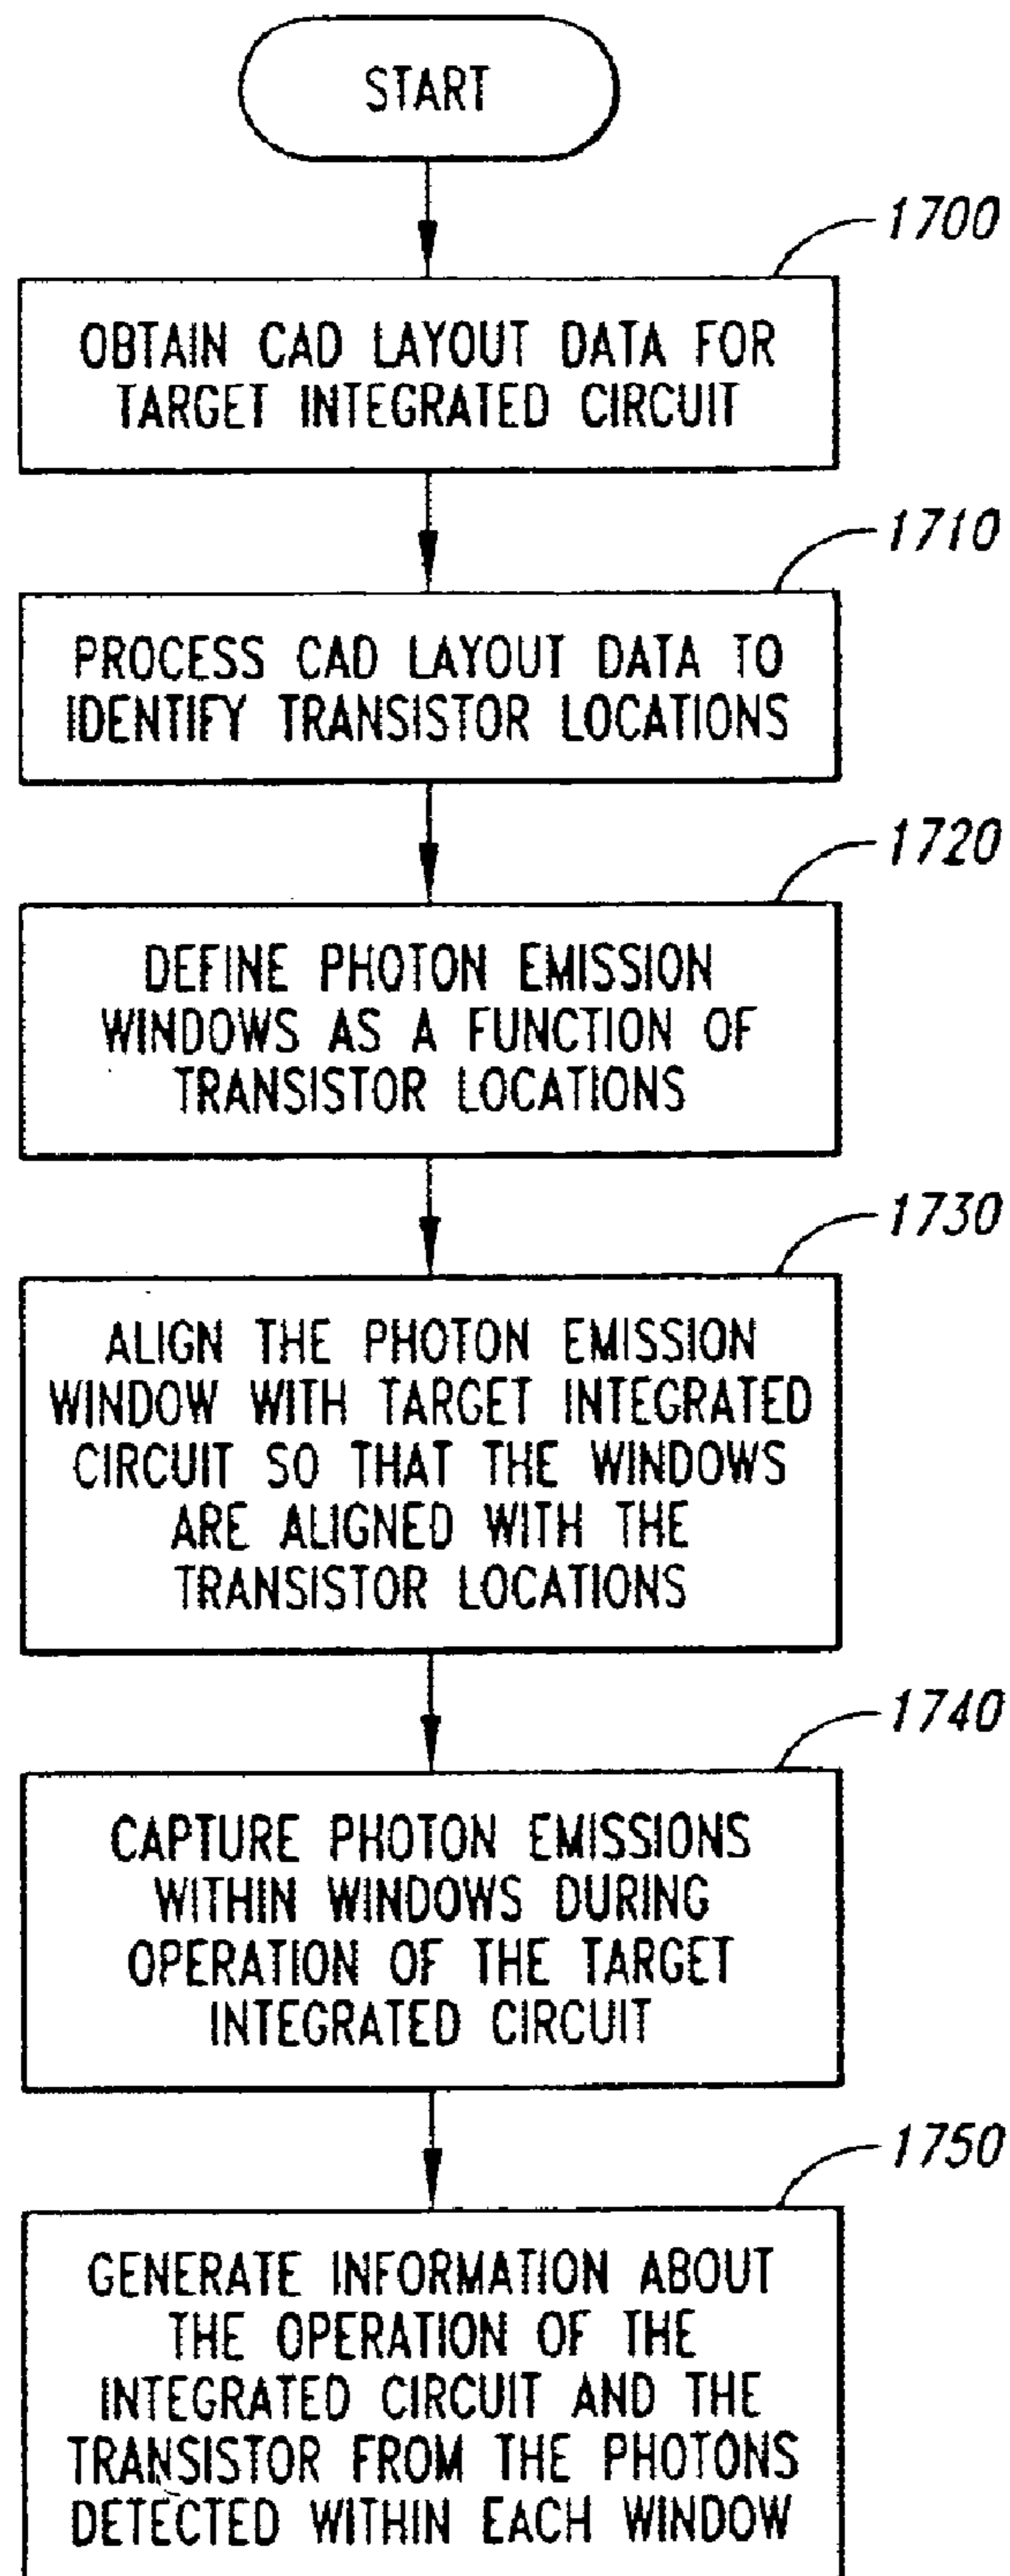 START
1700
OBTAIN CAD LAYOUT DATA FOR
TARGET INTEGRATED CIRCUIT
1710
PROCESS CAD LAYOUT DATA TO
IDENTIFY TRANSISTOR LOCATIONS
1720
DEFINE PHOTON EMISSION
WINDOWS AS A FUNCTION OF
TRANSISTOR LOCATIONS
1730
ALIGN THE PHOTON EMISSION
WINDOW WITH TARGET INTEGRATED
CIRCUIT SO THAT THE WINDOWS
ARE ALIGNED WITH THE
TRANSISTOR LOCATIONS
1740
CAPTURE PHOTON EMISSIONS
WITHIN WINDOWS DURING
OPERATION OF THE TARGET
INTEGRATED CIRCUIT
1750
GENERATE INFORMATION ABOUT
THE OPERATION OF THE
INTEGRATED CIRCUIT AND THE
TRANSISTOR FROM THE PHOTONS
DETECTED WITHIN EACH WINDOW